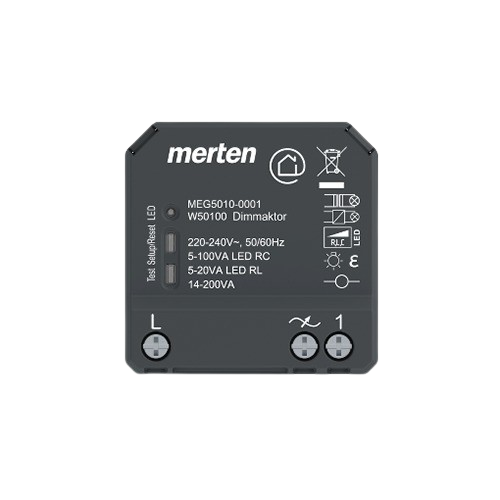 merten
MEG5010-0001
W50100 Dimmaktor
Test Setup/Reset LED
220-240V~, 50/60Hz
5-100VA LED RC
5-20VA LED RL
14-200VA
R,L,C
LED
ε
L
1